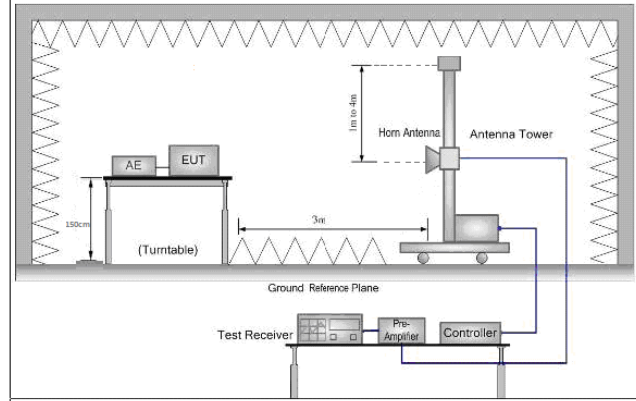 1m to 4m
Horn Antenna
Antenna Tower
AE
EUT
150cm
3m
(Turntable)
Ground Reference Plane
Test Receiver
Pre-
Amplifier
Controller